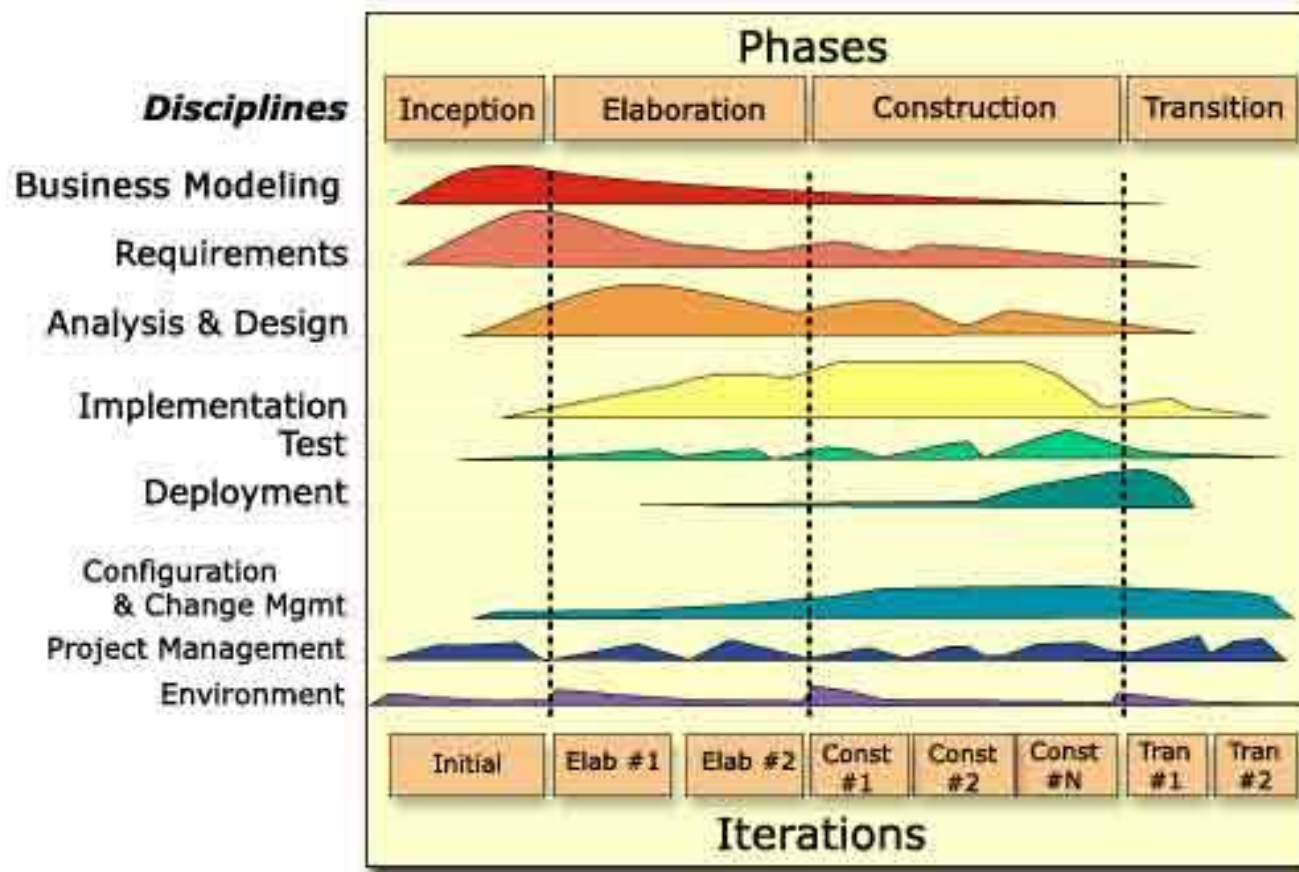 Phases
Disciplines
Inception
Elaboration
Construction
Transition
Business Modeling
Requirements
Analysis & Design
Implementation
Test
Deployment
Configuration
& Change Mgmt
Project Management
Environment
Initial
Elab #1
Elab #2
Const
#1
Const
#2
Const
#N
Tran
#1
Tran
#2
Iterations